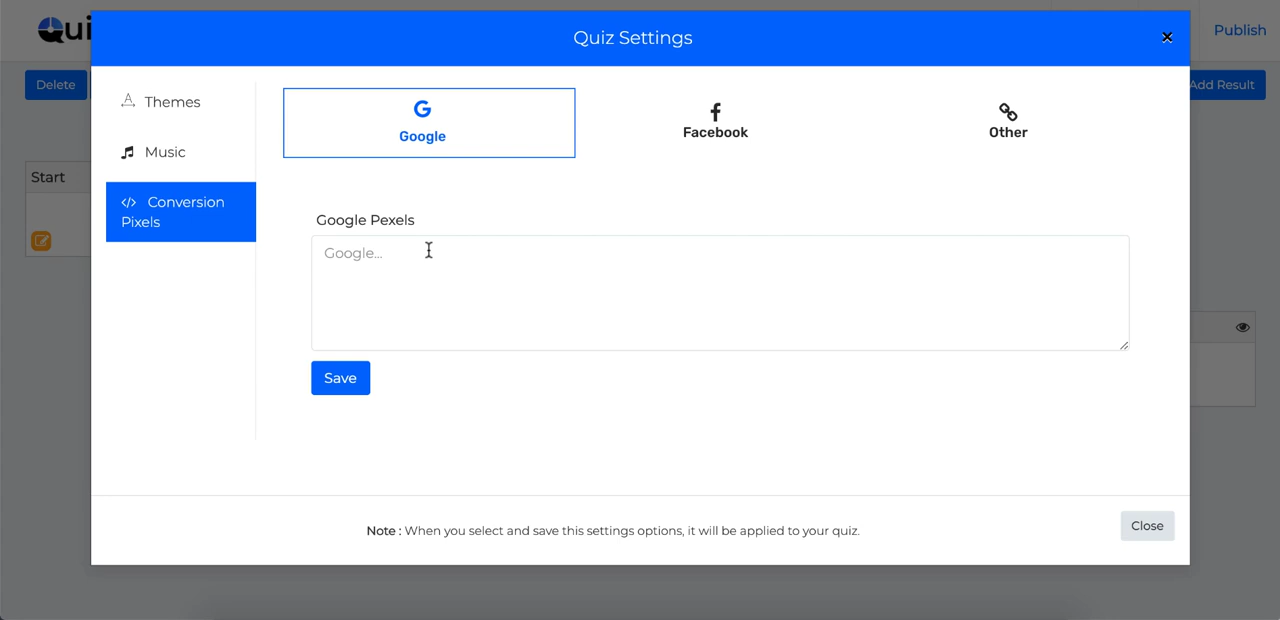 Qui
Quiz Settings
Publish
Delete
Add Result
Themes
Music
Conversion
Pixels
Google
Facebook
Other
Start
Google Pexels
Google...
Save
Note : When you select and save this settings options, it will be applied to your quiz.
Close